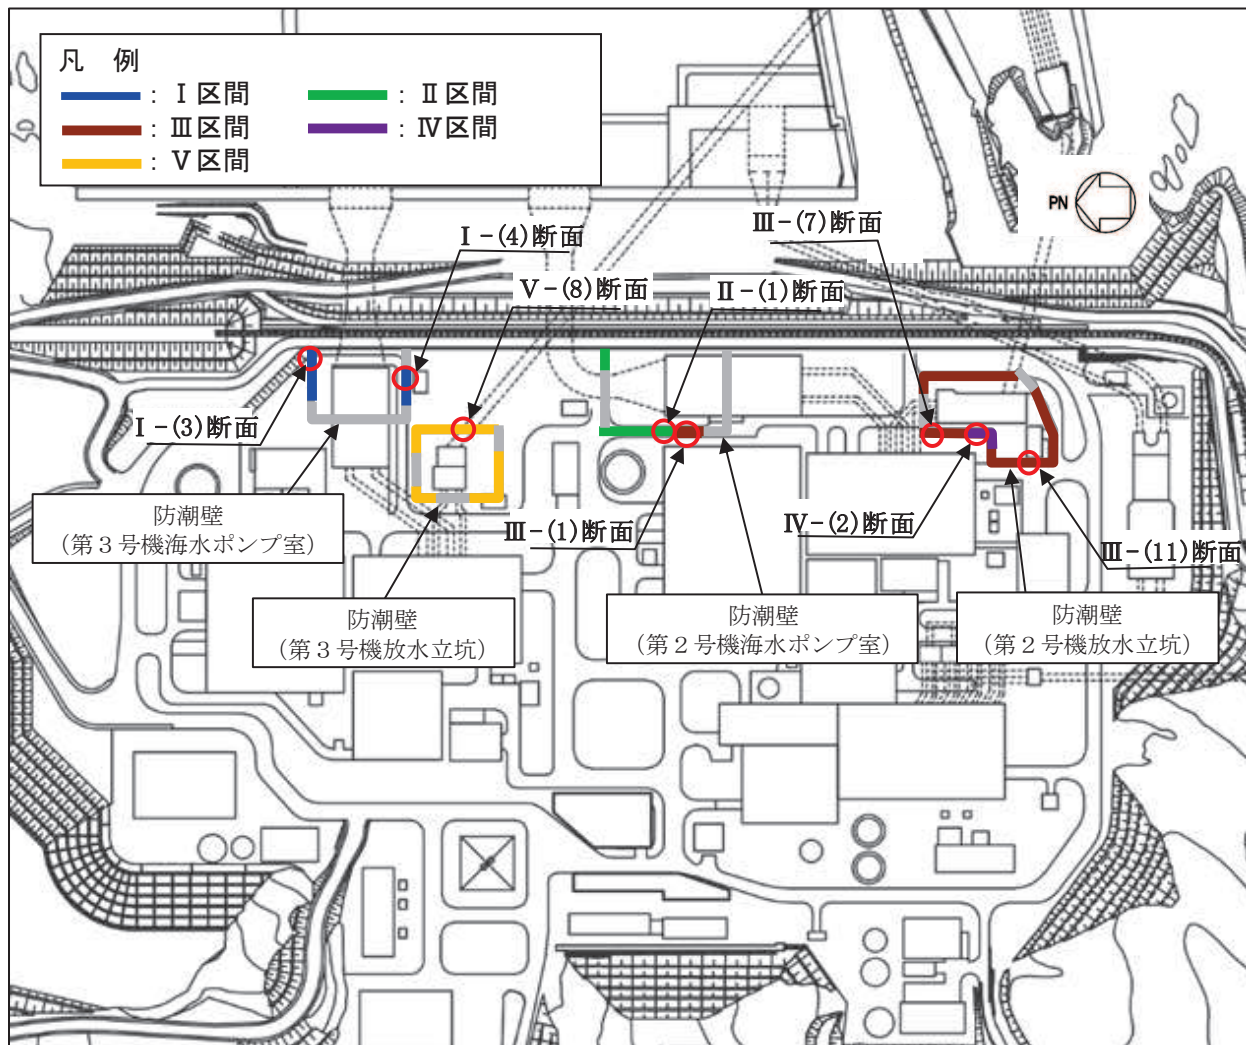 凡 例
: Ⅰ区間
: Ⅱ区間
: Ⅲ区間
: Ⅳ区間
: Ⅴ区間
PN
Ⅲ-(7)断面
Ⅰ-(4)断面
Ⅴ-(8)断面
Ⅱ-(1)断面
Ⅰ-(3)断面
防潮壁
(第3号機海水ポンプ室)
Ⅲ-(1)断面
Ⅳ-(2)断面
Ⅲ-(11)断面
防潮壁
(第3号機放水立坑)
防潮壁
(第2号機海水ポンプ室)
防潮壁
(第2号機放水立坑)